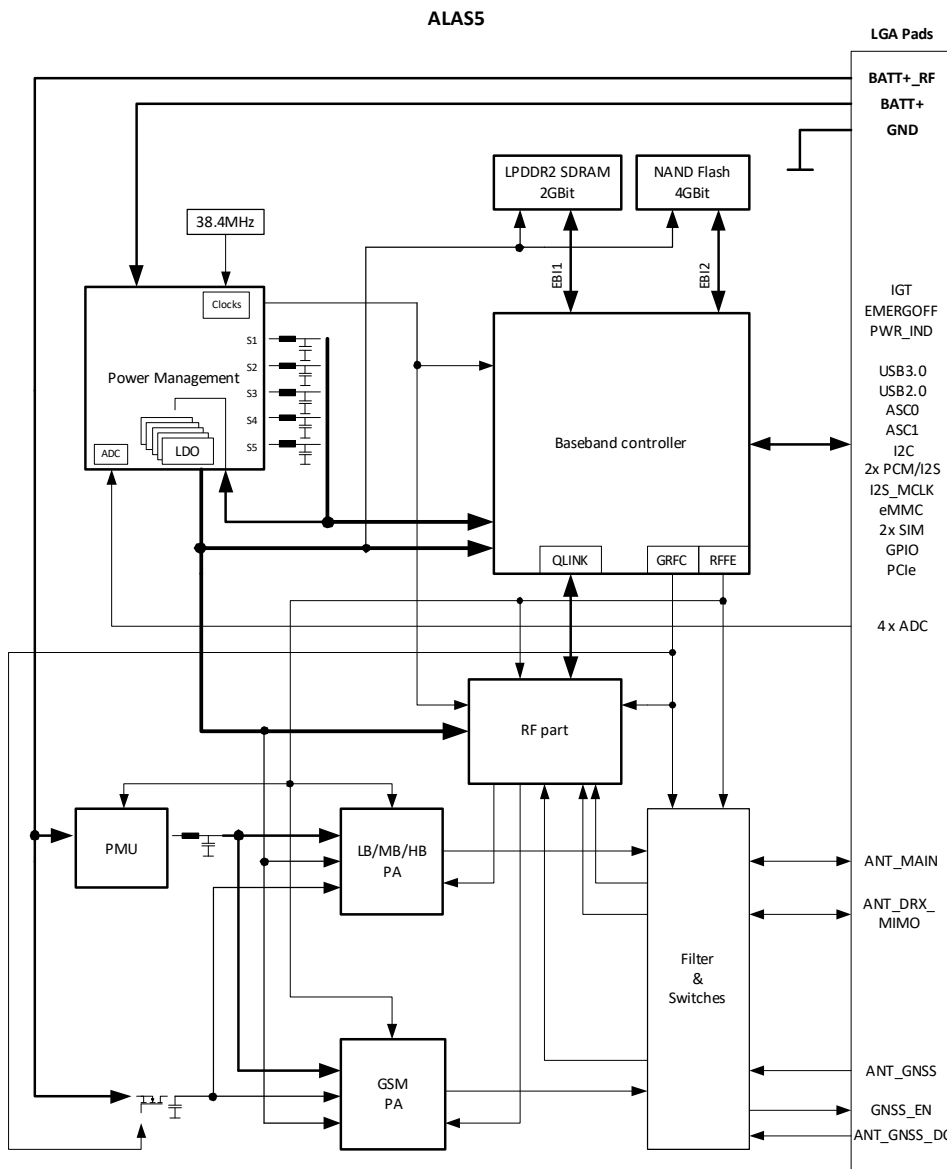 ALAS5
LGA Pads
BATT+_RF
BATT+
GND
LPDDR2 SDRAM
2GBit
NAND Flash
4GBit
38.4MHz
EBI1
EBI2
Clocks
IGT
EMERGOFF
PWR_IND
S1
S2
S3
S4
S5
Power Management
ADC
LDO
Baseband controller
USB3.0
USB2.0
ASC0
ASC1
I2C
2x PCM/I2S
I2S_MCLK
eMMC
2x SIM
GPIO
PCIe
QLINK
GRFC
RFFE
4 x ADC
RF part
PMU
LB/MB/HB
PA
ANT_MAIN
ANT_DRX_
MIMO
Filter
&
Switches
GSM
PA
ANT_GNSS
GNSS_EN
ANT_GNSS_DC